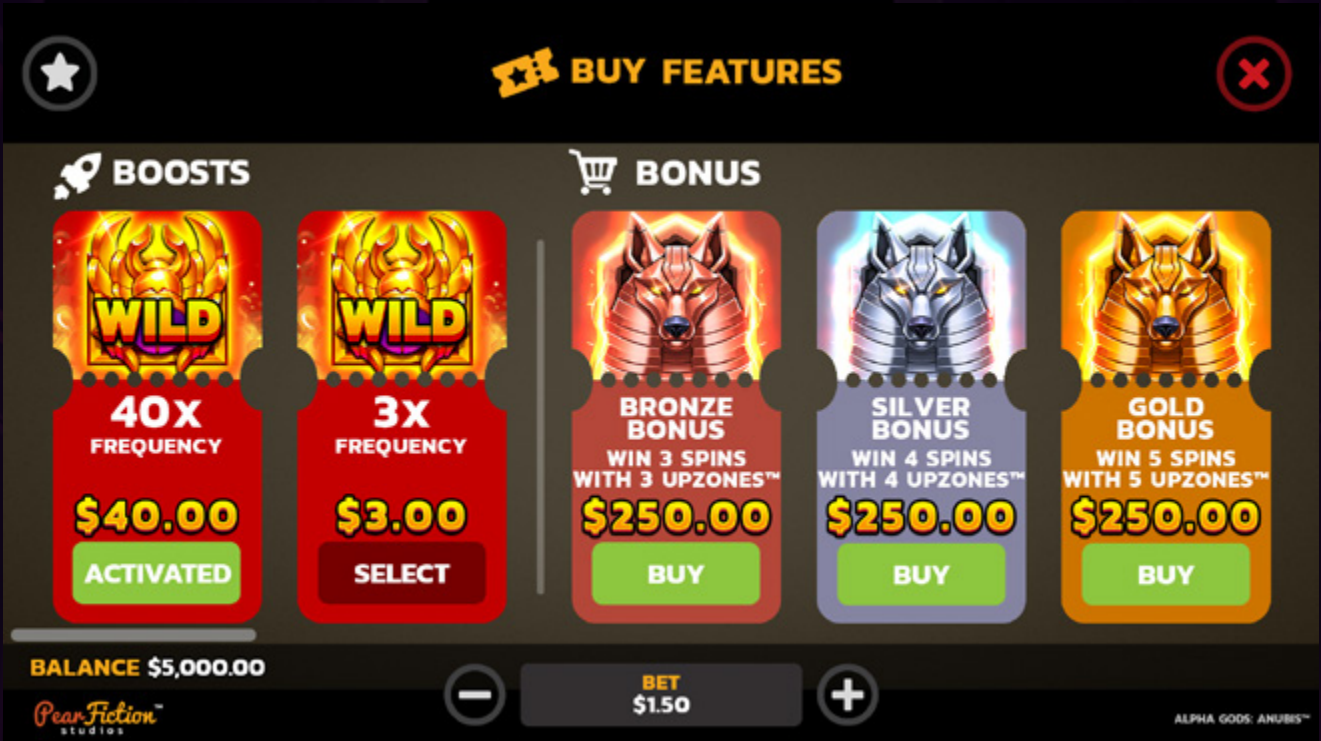 BUY FEATURES
BOOSTS
BONUS
WILD
40X
FREQUENCY
$40.00
ACTIVATED
WILD
3X
FREQUENCY
$3.00
SELECT
BRONZE
BONUS
WIN 3 SPINS
WITH 3 UPZONES™
$250.00
BUY
SILVER
BONUS
WIN 4 SPINS
WITH 4 UPZONES™
$250.00
BUY
GOLD
BONUS
WIN 5 SPINS
WITH 5 UPZONES™
$250.00
BUY
BALANCE $5,000.00
BET
$1.50
Pear Fiction™
studios
ALPHA GODS: ANUBIS™